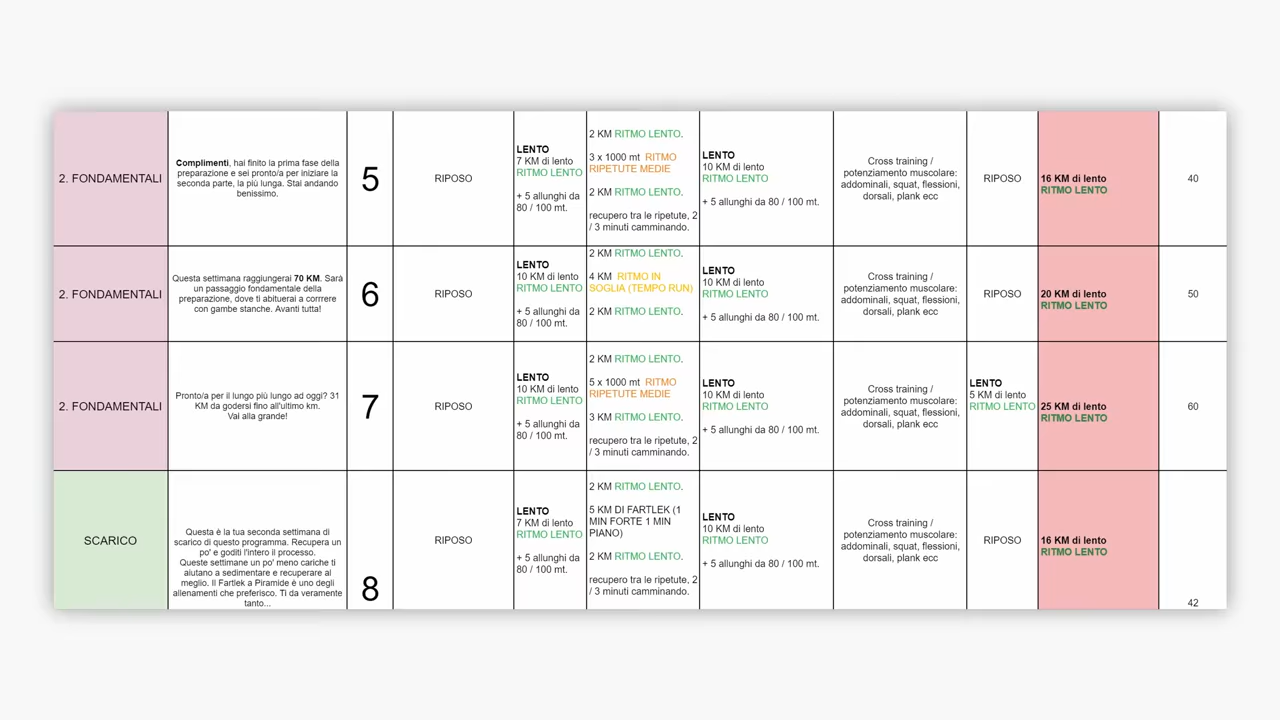 2. FONDAMENTALI
Complimenti, hai finito la prima fase della
preparazione e sei pronto/a per iniziare la
seconda parte, la più lunga. Stai andando
benissimo.
5
RIPOSO
LENTO
7 KM di lento
RITMO LENTO
+ 5 allunghi da
80 / 100 mt.
2 KM RITMO LENTO.
3 x 1000 mt RITMO
RIPETUTE MEDIE
2 KM RITMO LENTO.
recupero tra le ripetute, 2
/ 3 minuti camminando.
LENTO
10 KM di lento
RITMO LENTO
+ 5 allunghi da 80 / 100 mt.
Cross training /
potenziamento muscolare:
addominali, squat, flessioni,
dorsali, plank ecc
RIPOSO
16 KM di lento
RITMO LENTO
40
2. FONDAMENTALI
Questa settimana raggiungerai 70 KM. Sarà
un passaggio fondamentale della
preparazione, dove ti abituerai a corrrere
con gambe stanche. Avanti tutta!
6
RIPOSO
LENTO
10 KM di lento
RITMO LENTO
+ 5 allunghi da
80 / 100 mt.
2 KM RITMO LENTO.
4 KM RITMO IN
SOGLIA (TEMPO RUN)
2 KM RITMO LENTO.
LENTO
10 KM di lento
RITMO LENTO
+ 5 allunghi da 80 / 100 mt.
Cross training /
potenziamento muscolare:
addominali, squat, flessioni,
dorsali, plank ecc
RIPOSO
20 KM di lento
RITMO LENTO
50
2. FONDAMENTALI
Pronto/a per il lungo più lungo ad oggi? 31
KM da godersi fino all'ultimo km.
Vai alla grande!
7
RIPOSO
LENTO
10 KM di lento
RITMO LENTO
+ 5 allunghi da
80 / 100 mt.
2 KM RITMO LENTO.
5 x 1000 mt RITMO
RIPETUTE MEDIE
3 KM RITMO LENTO.
recupero tra le ripetute, 2
/ 3 minuti camminando.
LENTO
10 KM di lento
RITMO LENTO
+ 5 allunghi da 80 / 100 mt.
Cross training /
potenziamento muscolare:
addominali, squat, flessioni,
dorsali, plank ecc
LENTO
5 KM di lento
RITMO LENTO
25 KM di lento
RITMO LENTO
60
SCARICO
Questa è la tua seconda settimana di
scarico di questo programma. Recupera un
po' e goditi l'intero il processo.
Queste settimane un po' meno cariche ti
aiutano a sedimentare e recuperare al
meglio. Il Fartlek a Piramide è uno degli
allenamenti che preferisco. Ti da veramente
tanto...
8
RIPOSO
LENTO
7 KM di lento
RITMO LENTO
+ 5 allunghi da
80 / 100 mt.
2 KM RITMO LENTO.
5 KM DI FARTLEK (1
MIN FORTE 1 MIN
PIANO)
2 KM RITMO LENTO.
recupero tra le ripetute, 2
/ 3 minuti camminando.
LENTO
10 KM di lento
RITMO LENTO
+ 5 allunghi da 80 / 100 mt.
Cross training /
potenziamento muscolare:
addominali, squat, flessioni,
dorsali, plank ecc
RIPOSO
16 KM di lento
RITMO LENTO
42